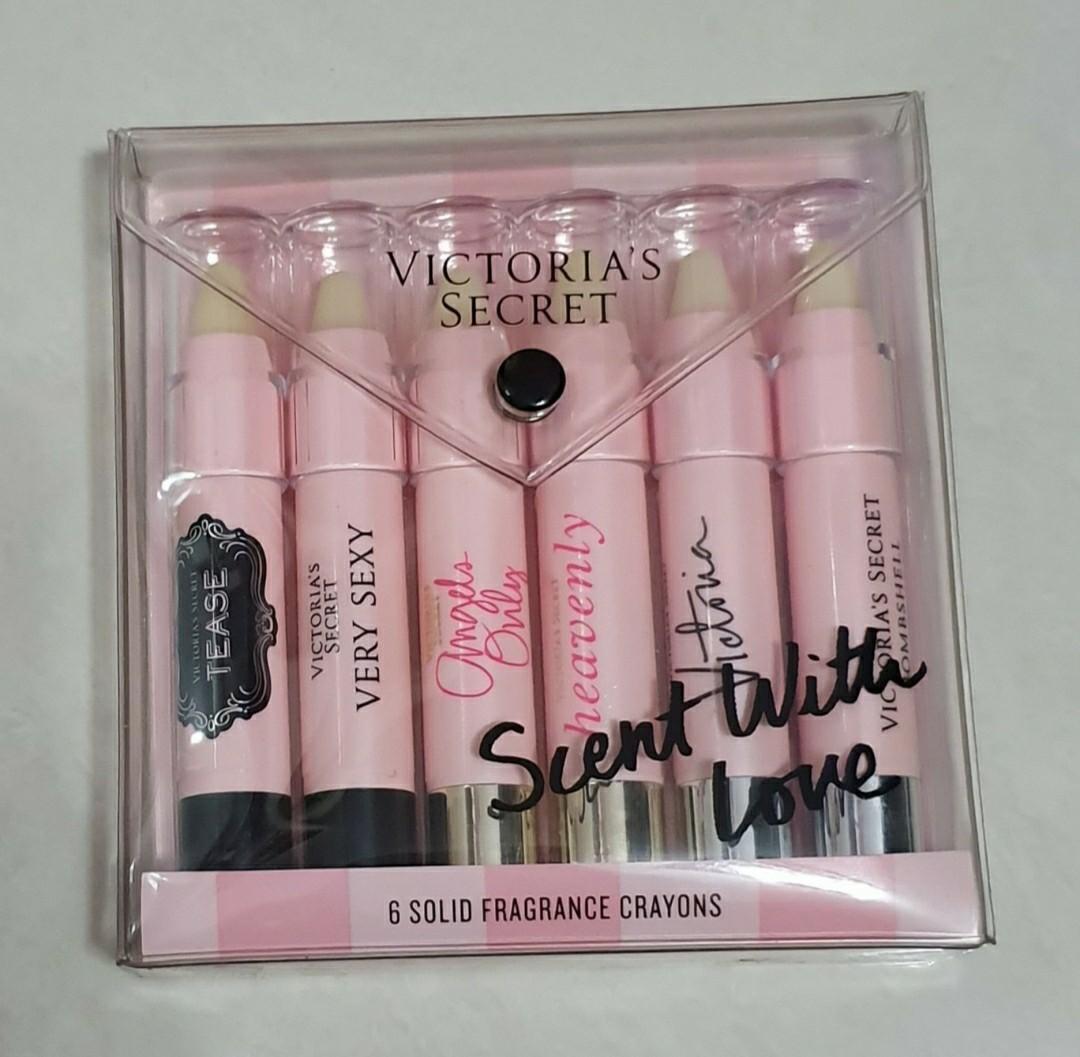 VICTORIA'S
SECRET
VICTORIA'S SECRET
TEASE
VICTORIA'S
SECRET
VERY SEXY
Angels
Only
heavenly
Victoria
VICTORIA'S SECRET
OMBSHELL
Scent With
Love
6 SOLID FRAGRANCE CRAYONS